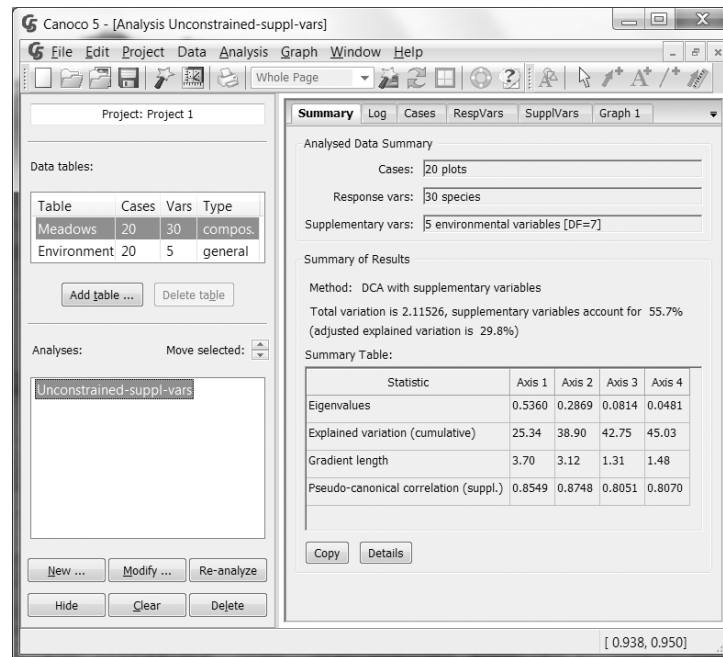 Canoco 5 - [Analysis Unconstrained-suppl-vars]
File Edit Project Data Analysis Graph Window Help
Whole Page
Project: Project 1
Data tables:
Table Cases Vars Type
Meadows 20 30 compos.
Environment 20 5 general
Add table ... Delete table
Analyses: Move selected:
Unconstrained-suppl-vars
New ... Modify ... Re-analyze
Hide Clear Delete
Summary Log Cases RespVars SupplVars Graph 1
Analysed Data Summary
Cases: 20 plots
Response vars: 30 species
Supplementary vars: 5 environmental variables [DF=7]
Summary of Results
Method: DCA with supplementary variables
Total variation is 2.11526, supplementary variables account for 55.7%
(adjusted explained variation is 29.8%)
Summary Table:
Statistic Axis 1 Axis 2 Axis 3 Axis 4
Eigenvalues 0.5360 0.2869 0.0814 0.0481
Explained variation (cumulative) 25.34 38.90 42.75 45.03
Gradient length 3.70 3.12 1.31 1.48
Pseudo-canonical correlation (suppl.) 0.8549 0.8748 0.8051 0.8070
Copy Details
[ 0.938, 0.950]